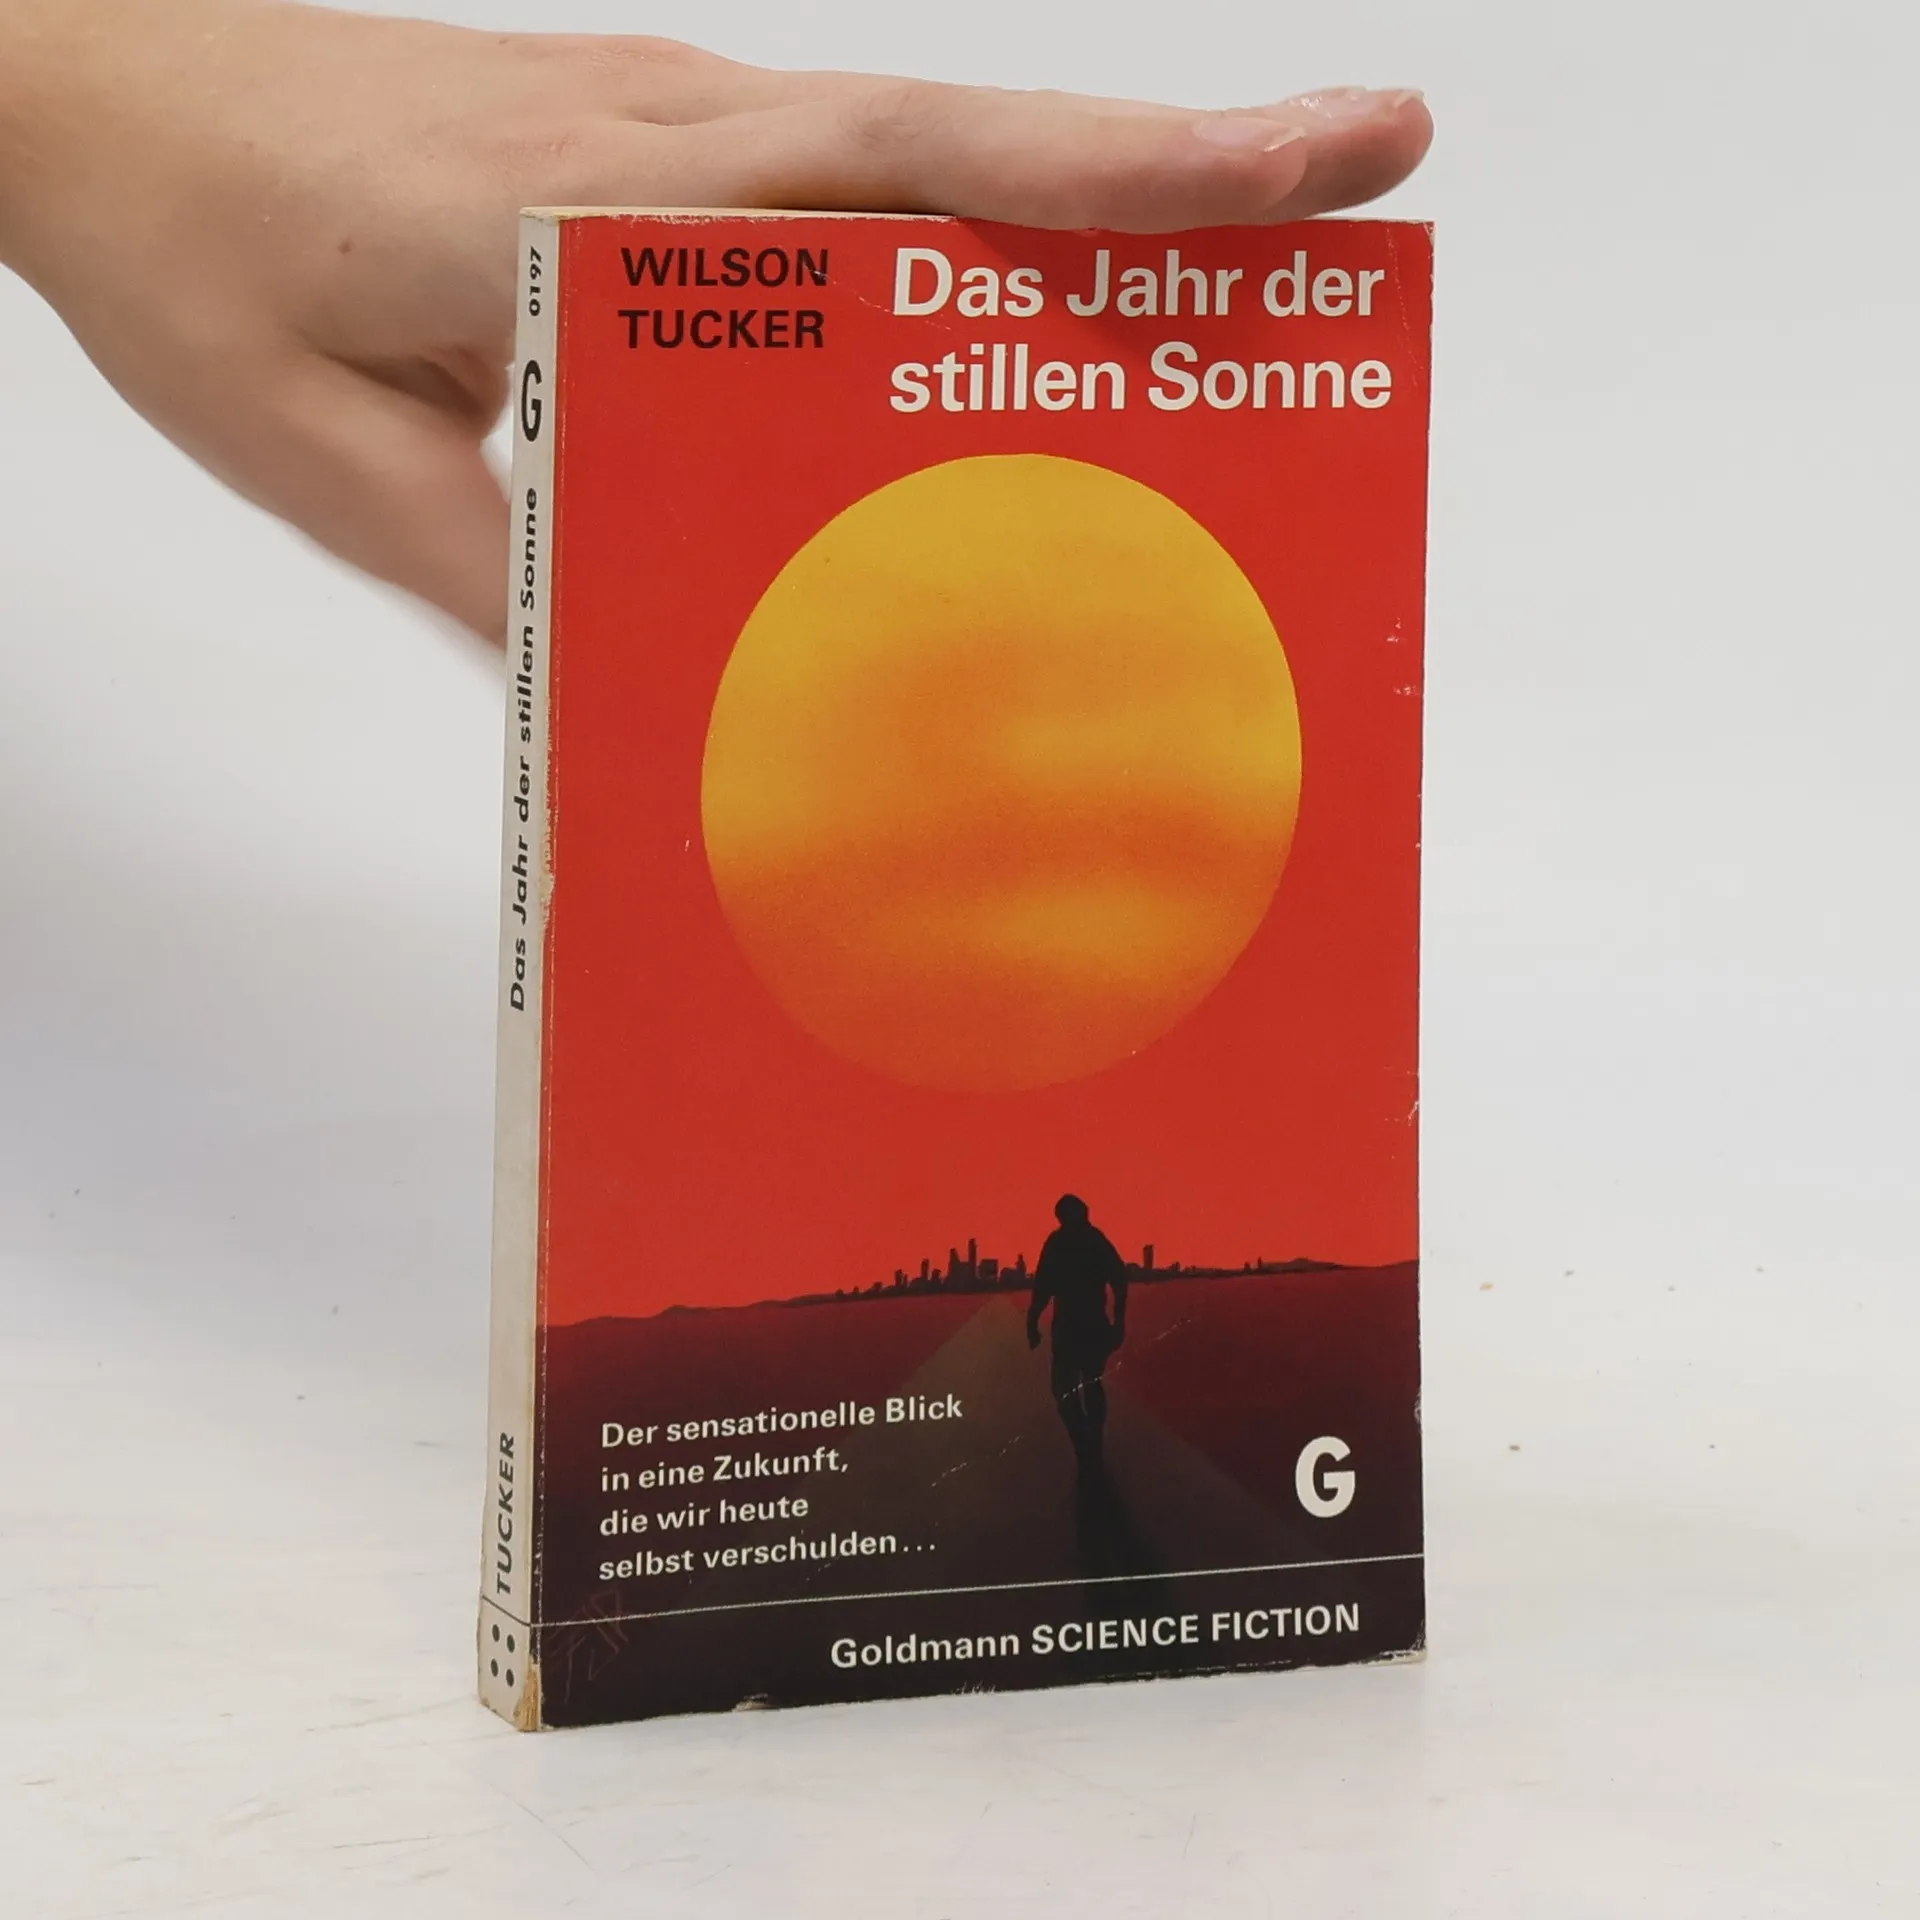 WILSON
TUCKER
Das Jahr der
stillen Sonne
Der sensationelle Blick
in eine Zukunft,
die wir heute
selbst verschulden...
G
Goldmann SCIENCE FICTION
0197
G
Das Jahr der stillen Sonne
TUCKER